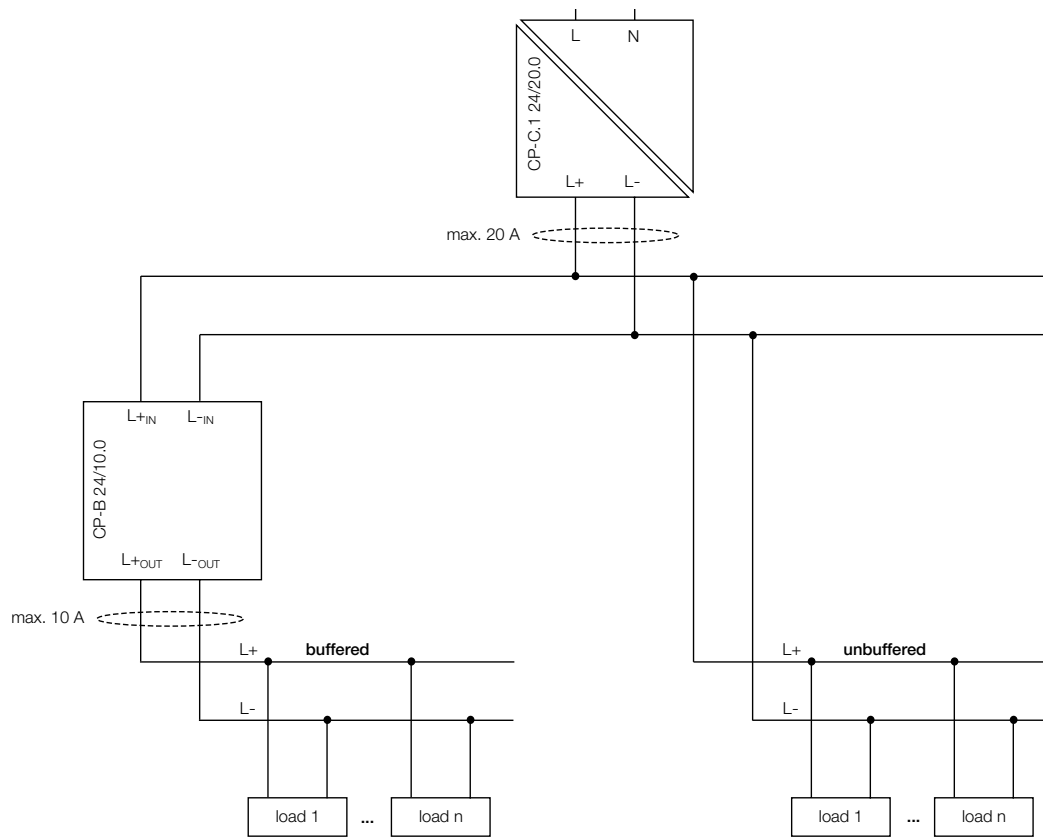 L N
CP-C.1 24/20.0
L+ L-
max. 20 A
L+IN L-IN
CP-B 24/10.0
L+OUT L-OUT
max. 10 A
L+ buffered
L-
load 1 ... load n
L+ unbuffered
L-
load 1 ... load n